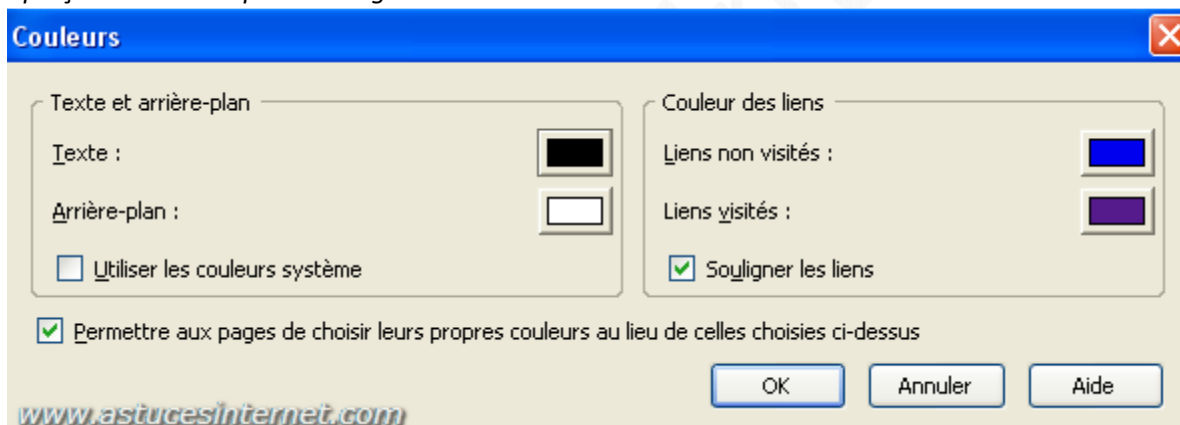 Couleurs
Texte et arrière-plan
Texte :
Arrière-plan :
Utiliser les couleurs système
Couleur des liens
Liens non visités :
Liens visités :
Souligner les liens
Permettre aux pages de choisir leurs propres couleurs au lieu de celles choisies ci-dessus
OK Annuler Aide
www.astucesinternet.com